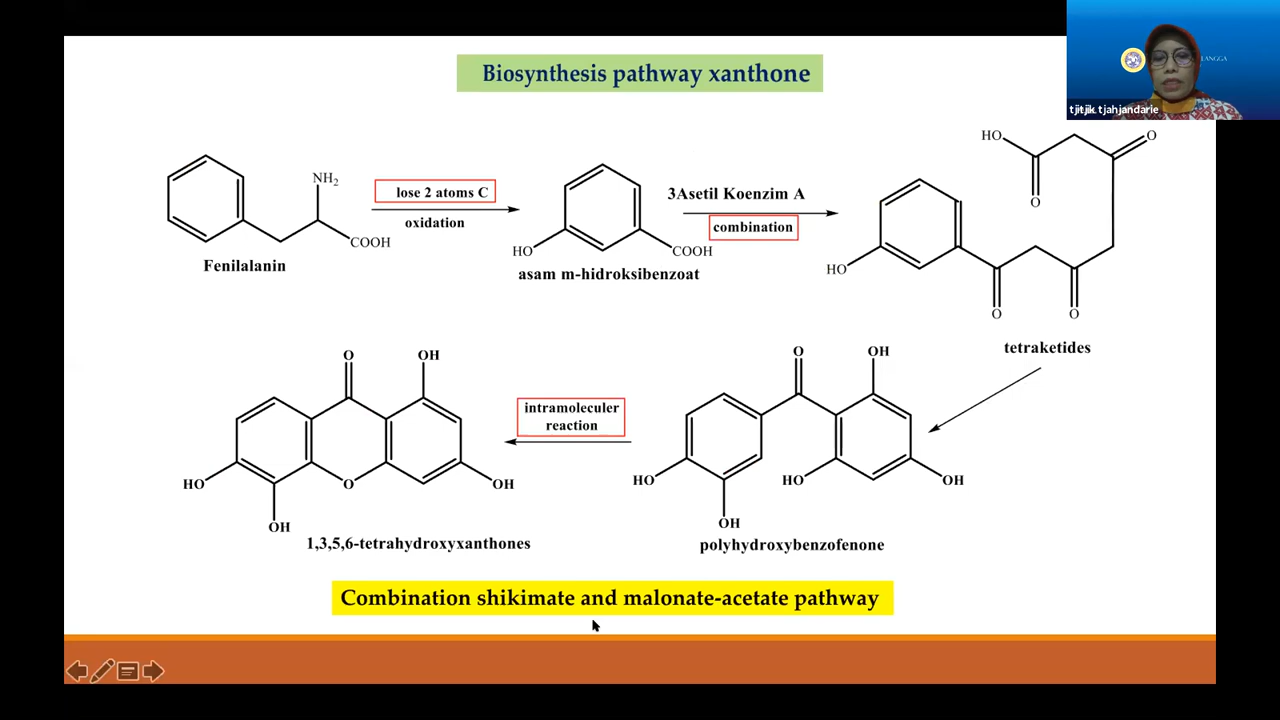 LANGGA
tjitjik tjahjandarie
Biosynthesis pathway xanthone
NH2
COOH
Fenilalanin
lose 2 atoms C
oxidation
HO
COOH
asam m-hidroksibenzoat
3Asetil Koenzim A
combination
HO
O
O
HO
O
O
tetraketides
O
OH
HO
O
OH
OH
1,3,5,6-tetrahydroxyxanthones
intramoleculer
reaction
O
OH
HO
HO
OH
OH
polyhydroxybenzofenone
Combination shikimate and malonate-acetate pathway